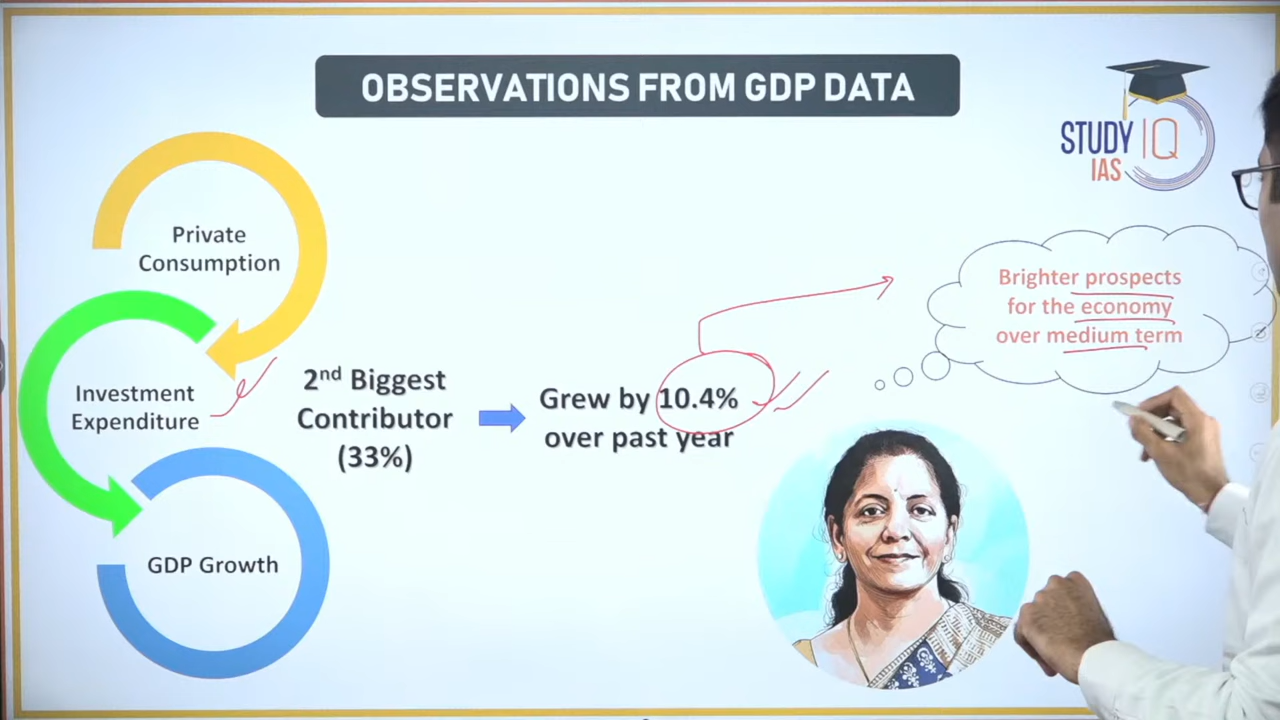 OBSERVATIONS FROM GDP DATA
STUDY IQ
IAS
Private
Consumption
Investment
Expenditure
GDP Growth
2nd Biggest
Contributor
(33%)
Grew by 10.4%
over past year
Brighter prospects
for the economy
over medium term